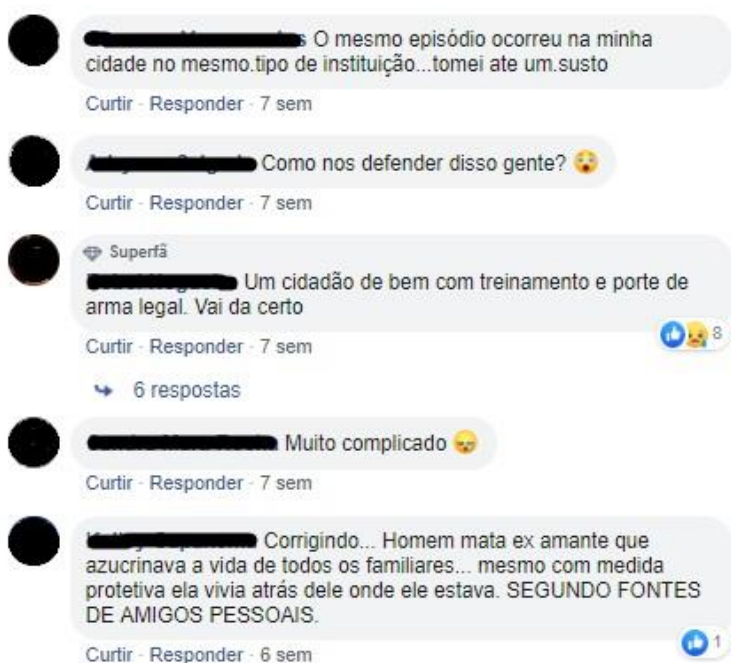 O mesmo episódio ocorreu na minha
cidade no mesmo.tipo de instituição...tomei ate um.susto
Curtir · Responder · 7 sem
Como nos defender disso gente? 😲
Curtir · Responder · 7 sem
Superfã
Um cidadão de bem com treinamento e porte de
arma legal. Vai da certo
8
Curtir · Responder · 7 sem
6 respostas
Muito complicado 😪
Curtir · Responder · 7 sem
Corrigindo... Homem mata ex amante que
azucrinava a vida de todos os familiares... mesmo com medida
protetiva ela vivia atrás dele onde ele estava. SEGUNDO FONTES
DE AMIGOS PESSOAIS.
1
Curtir · Responder · 6 sem